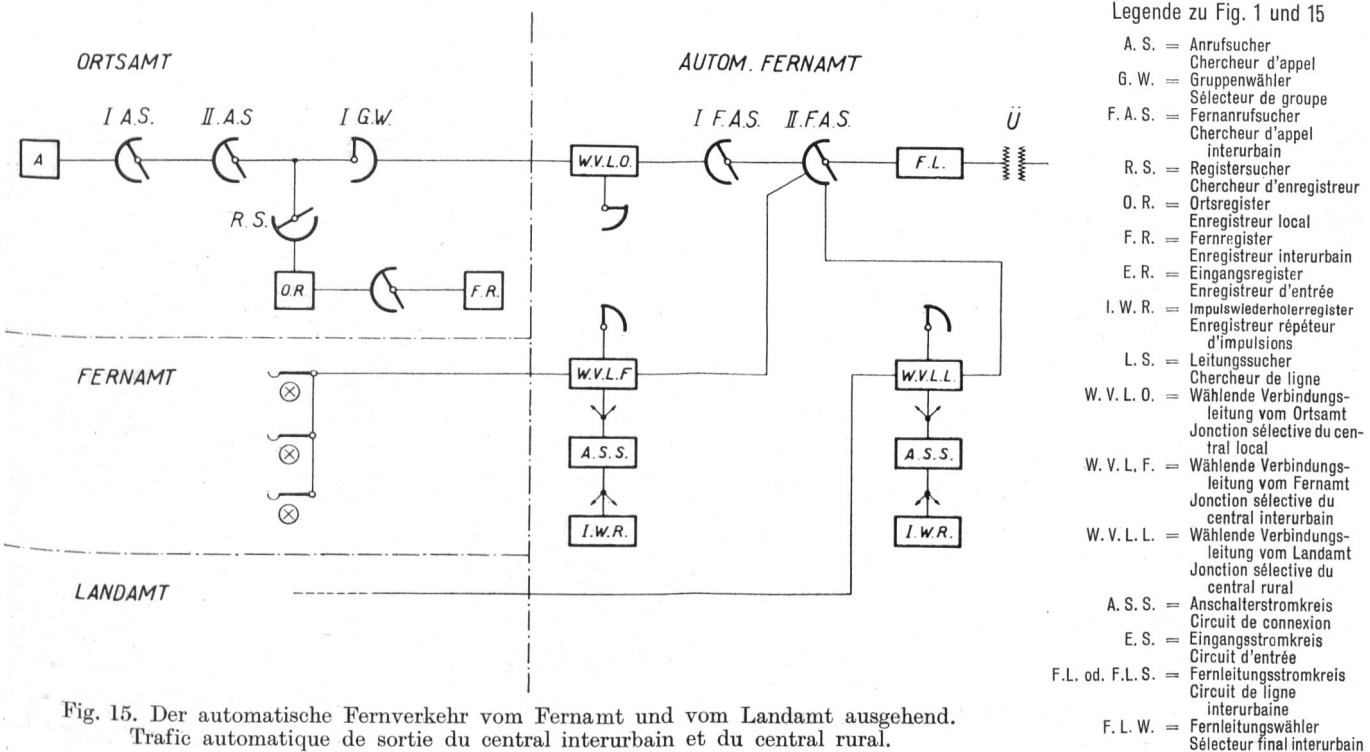 ORTSAMT
AUTOM. FERNAMT
I A.S. II.A.S I G.W. I F.A.S. II.F.A.S. Ü
A W.V.L.O. F.L.
R.S.
O.R. F.R.
FERNAMT
W.V.L.F W.V.L.L.
A.S.S. A.S.S.
I.W.R. I.W.R.
LANDAMT
Fig. 15. Der automatische Fernverkehr vom Fernamt und vom Landamt ausgehend.
Trafic automatique de sortie du central interurbain et du central rural.
Legende zu Fig. 1 und 15
A. S. = Anrufsucher
Chercheur d'appel
G. W. = Gruppenwähler
Sélecteur de groupe
F. A. S. = Fernanrufsucher
Chercheur d'appel
interurbain
R. S. = Registersucher
Chercheur d'enregistreur
O. R. = Ortsregister
Enregistreur local
F. R. = Fernregister
Enregistreur interurbain
E. R. = Eingangsregister
Enregistreur d'entrée
I. W. R. = Impulswiederholerregister
Enregistreur répéteur
d'impulsions
L. S. = Leitungssucher
Chercheur de ligne
W. V. L. O. = Wählende Verbindungs-
leitung vom Ortsamt
Jonction sélective du cen-
tral local
W. V. L, F. = Wählende Verbindungs-
leitung vom Fernamt
Jonction sélective du
central interurbain
W. V. L. L. = Wählende Verbindungs-
leitung vom Landamt
Jonction sélective du
central rural
A. S. S. = Anschalterstromkreis
Circuit de connexion
E. S. = Eingangsstromkreis
Circuit d'entrée
F.L. od. F.L.S. = Fernleitungsstromkreis
Circuit de ligne
interurbaine
F. L. W. = Fernleitungswähler
Sélecteur final interurbain